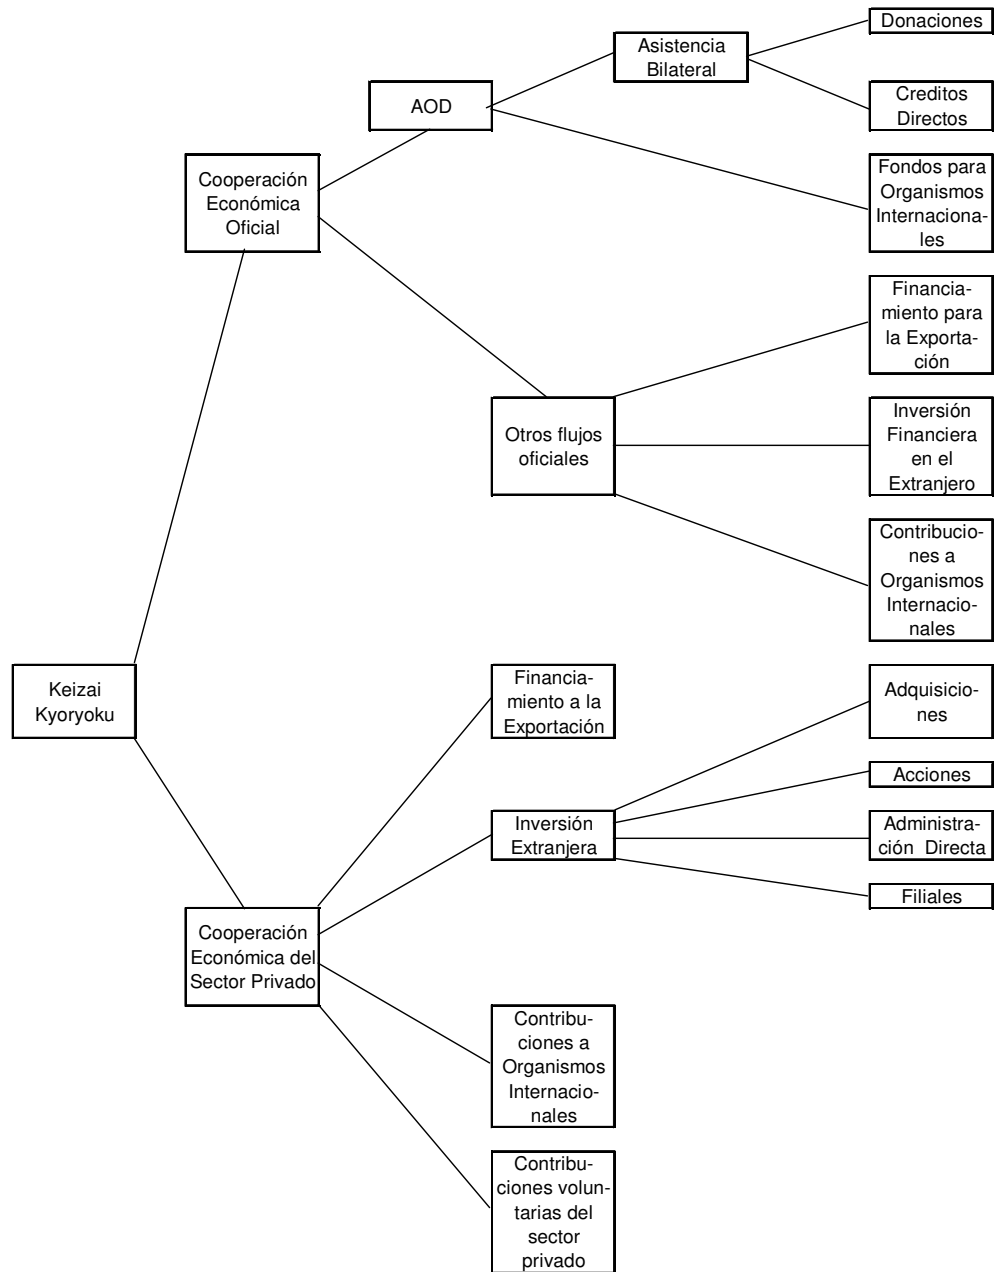 Donaciones
Asistencia
Bilateral
AOD
Creditos
Directos
Cooperación
Económica
Oficial
Fondos para
Organismos
Internaciona-
les
Financia-
miento para
la Exporta-
ción
Otros flujos
oficiales
Inversión
Financiera
en el
Extranjero
Contribucio-
nes a
Organismos
Internacio-
nales
Keizai
Kyoryoku
Financia-
miento a la
Exportación
Adquisicio-
nes
Acciones
Inversión
Extranjera
Administra-
ción Directa
Filiales
Cooperación
Económica del
Sector Privado
Contribu-
ciones a
Organismos
Internacio-
nales
Contribu-
ciones volun-
tarias del
sector
privado